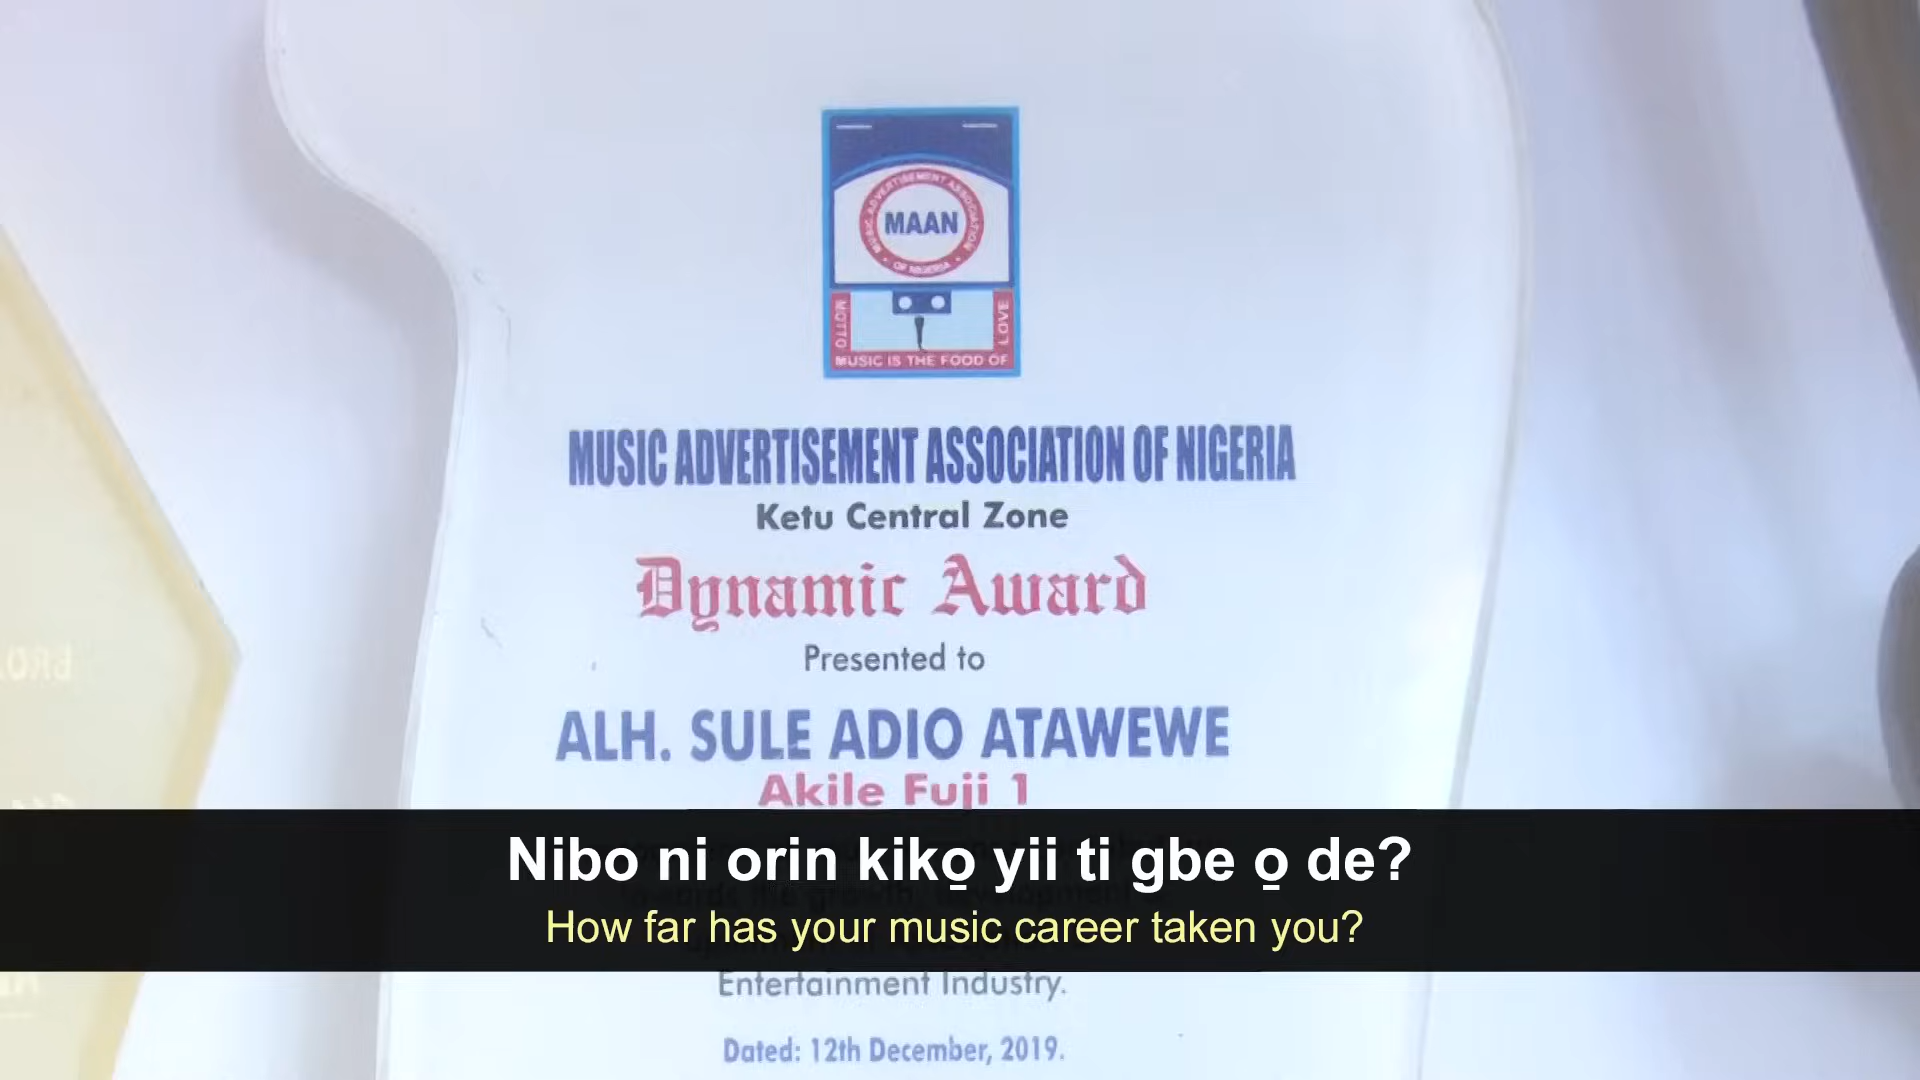 MUSIC ADVERTISEMENT ASSOCIATION
MAAN
OF NIGERIA
MOTTO
LOVE
MUSIC IS THE FOOD OF
MUSIC ADVERTISEMENT ASSOCIATION OF NIGERIA
Ketu Central Zone
Dynamic Award
Presented to
ALH. SULE ADIO ATAWEWE
Akile Fuji 1
Nibo ni orin kikọ yii ti gbe ọ de?
How far has your music career taken you?
Entertainment Industry.
Dated: 12th December, 2019.